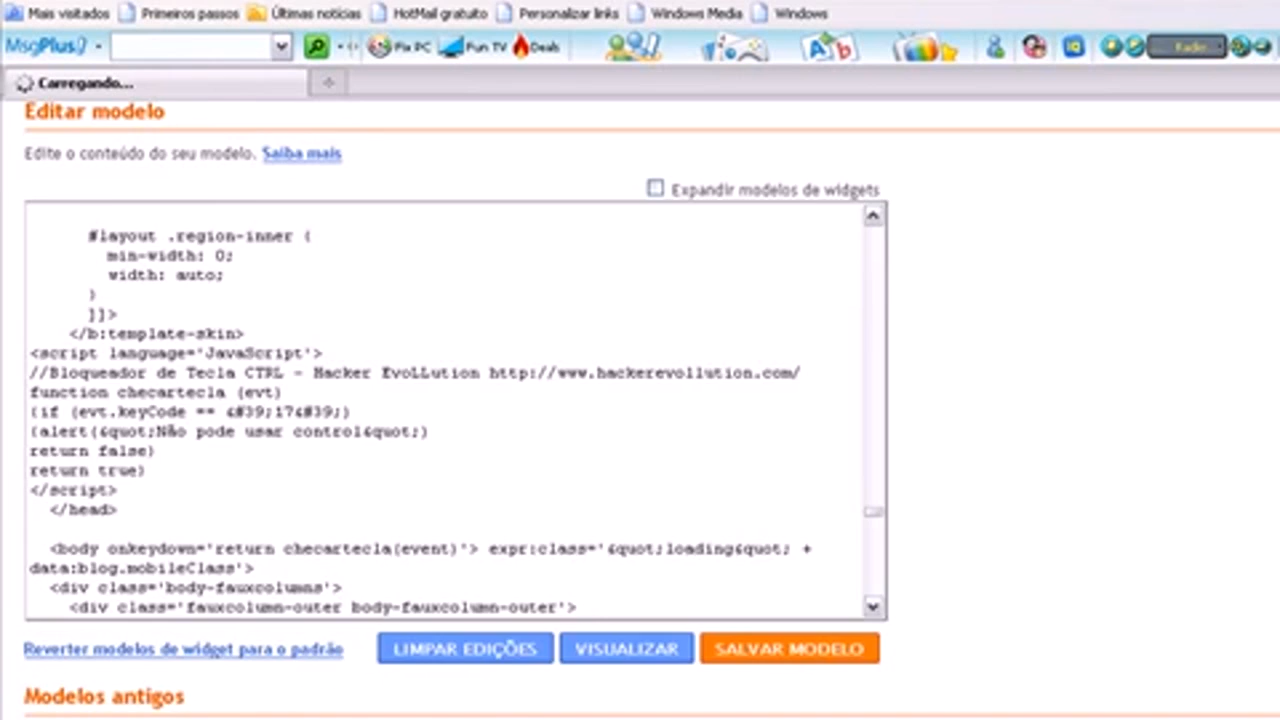 Mais visitados Primeiros passos Últimas notícias HotMail gratuito Personalizar links Windows Media Windows
MsgPlus! Fix PC Fun TV Deals Radio
Carregando...
Editar modelo
Edite o conteúdo do seu modelo. Saiba mais
Expandir modelos de widgets
#layout .region-inner {
min-width: 0;
width: auto;
}
]]>
</b:template-skin>
<script language='JavaScript'>
//Bloqueador de Tecla CTRL - Hacker EvoLLution http://www.hackerevollution.com/
function checartecla (evt)
{if (evt.keyCode == &#39;17&#39;)
{alert(&quot;Não pode usar control&quot;)
return false}
return true}
</script>
</head>
<body onkeydown='return checartecla(event)'> expr:class='&quot;loading&quot; +
data:blog.mobileClass'>
<div class='body-fauxcolumns'>
<div class='fauxcolumn-outer body-fauxcolumn-outer'>
Reverter modelos de widget para o padrão LIMPAR EDIÇÕES VISUALIZAR SALVAR MODELO
Modelos antigos